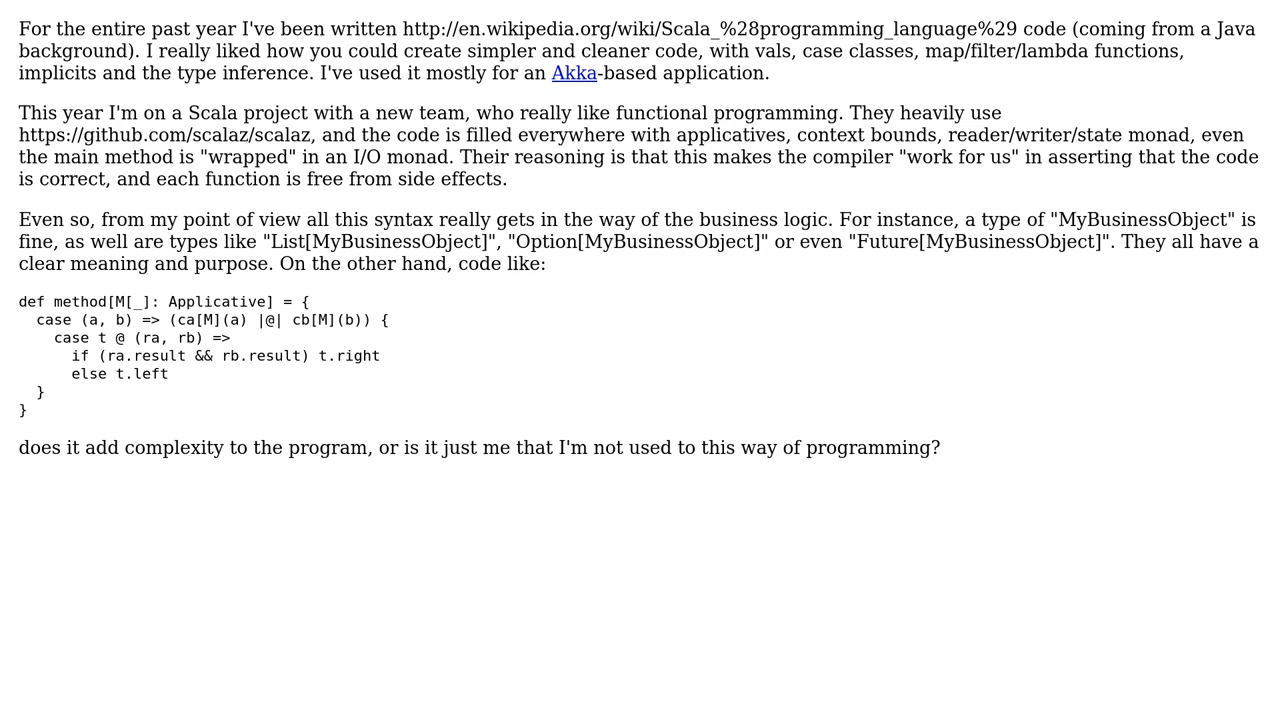 For the entire past year I've been written http://en.wikipedia.org/wiki/Scala_%28programming_language%29 code (coming from a Java
background). I really liked how you could create simpler and cleaner code, with vals, case classes, map/filter/lambda functions,
implicits and the type inference. I've used it mostly for an Akka-based application.
This year I'm on a Scala project with a new team, who really like functional programming. They heavily use
https://github.com/scalaz/scalaz, and the code is filled everywhere with applicatives, context bounds, reader/writer/state monad, even
the main method is "wrapped" in an I/O monad. Their reasoning is that this makes the compiler "work for us" in asserting that the code
is correct, and each function is free from side effects.
Even so, from my point of view all this syntax really gets in the way of the business logic. For instance, a type of "MyBusinessObject" is
fine, as well are types like "List[MyBusinessObject]", "Option[MyBusinessObject]" or even "Future[MyBusinessObject]". They all have a
clear meaning and purpose. On the other hand, code like:
def method[M[_]: Applicative] = {
  case (a, b) => (ca[M](a) |@| cb[M](b)) {
    case t @ (ra, rb) =>
      if (ra.result && rb.result) t.right
      else t.left
  }
}
does it add complexity to the program, or is it just me that I'm not used to this way of programming?